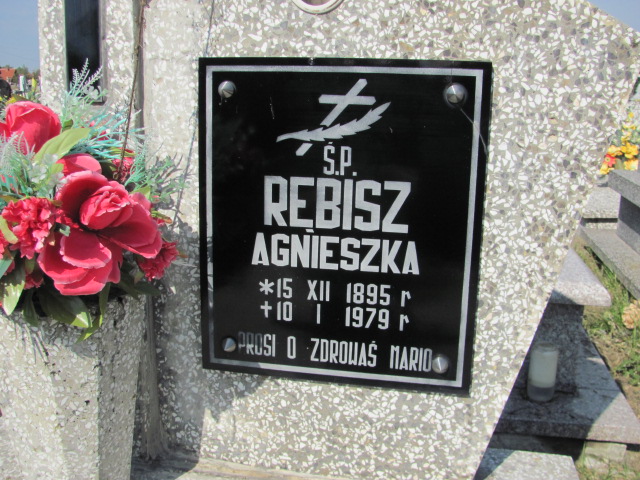 Ś.P.
RĘBISZ
AGNIESZKA
*15 XII 1895 r
+10 I 1979 r
PROSI O ZDROWAŚ MARIO